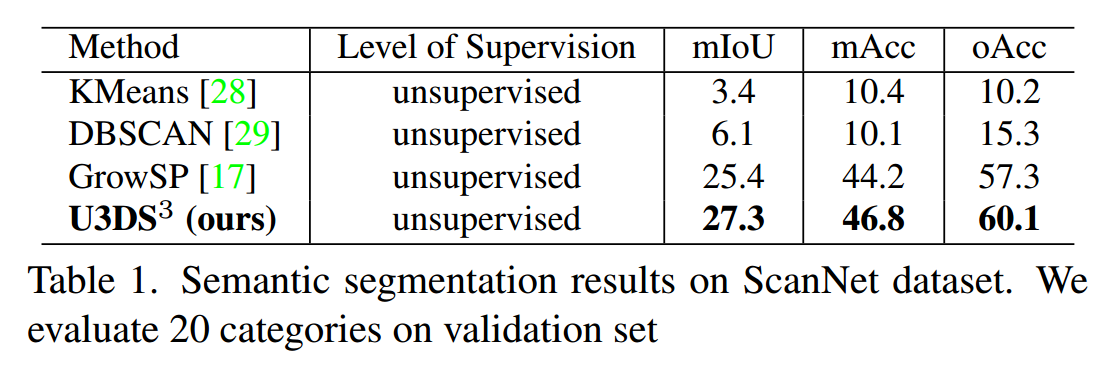 Method Level of Supervision mIoU mAcc oAcc
KMeans [28] unsupervised 3.4 10.4 10.2
DBSCAN [29] unsupervised 6.1 10.1 15.3
GrowSP [17] unsupervised 25.4 44.2 57.3
U3DS³ (ours) unsupervised 27.3 46.8 60.1
Table 1. Semantic segmentation results on ScanNet dataset. We
evaluate 20 categories on validation set